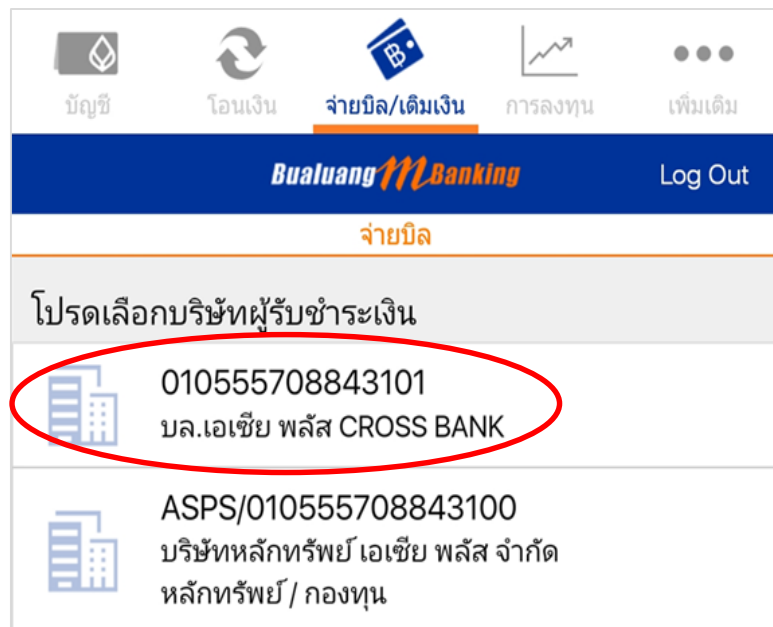 บัญชี
โอนเงิน
จ่ายบิล/เติมเงิน
การลงทุน
เพิ่มเติม
Bualuang mBanking
Log Out
จ่ายบิล
โปรดเลือกบริษัทผู้รับชำระเงิน
010555708843101
บล.เอเซีย พลัส CROSS BANK
ASPS/010555708843100
บริษัทหลักทรัพย์ เอเซีย พลัส จำกัด
หลักทรัพย์ / กองทุน